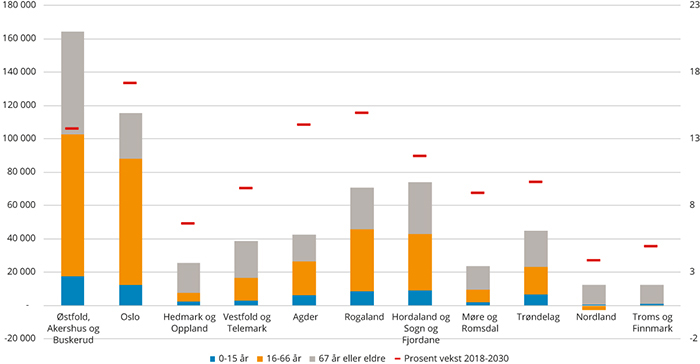 180 000
160 000
140 000
120 000
100 000
80 000
60 000
40 000
20 000
-
-20 000
23
18
13
8
3
-2
Østfold,
Akershus og
Buskerud
Oslo
Hedmark og
Oppland
Vestfold og
Telemark
Agder
Rogaland
Hordaland og
Sogn og
Fjordane
Møre og
Romsdal
Trøndelag
Nordland
Troms og
Finnmark
0-15 år
16-66 år
67 år eller eldre
Prosent vekst 2018-2030